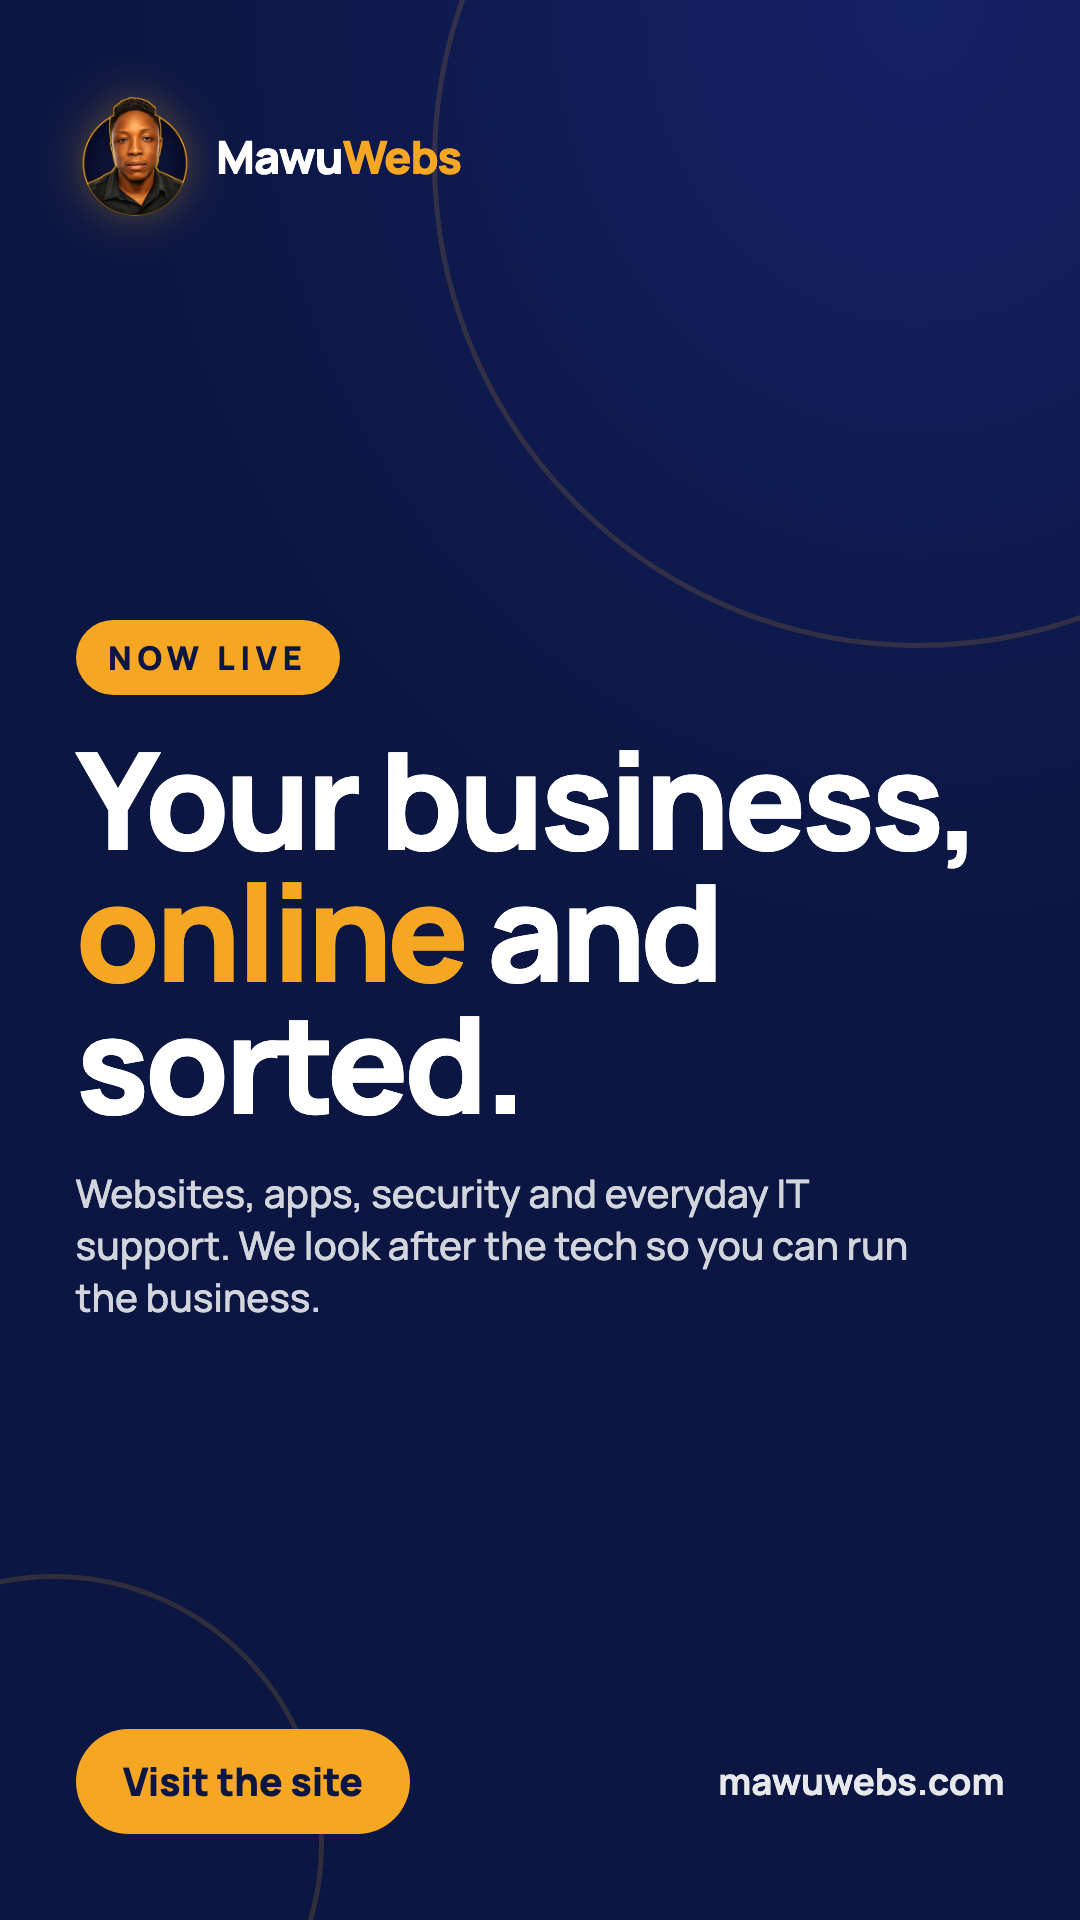 MawuWebs
NOW LIVE
Your business,
online and
sorted.
Websites, apps, security and everyday IT
support. We look after the tech so you can run
the business.
Visit the site
mawuwebs.com